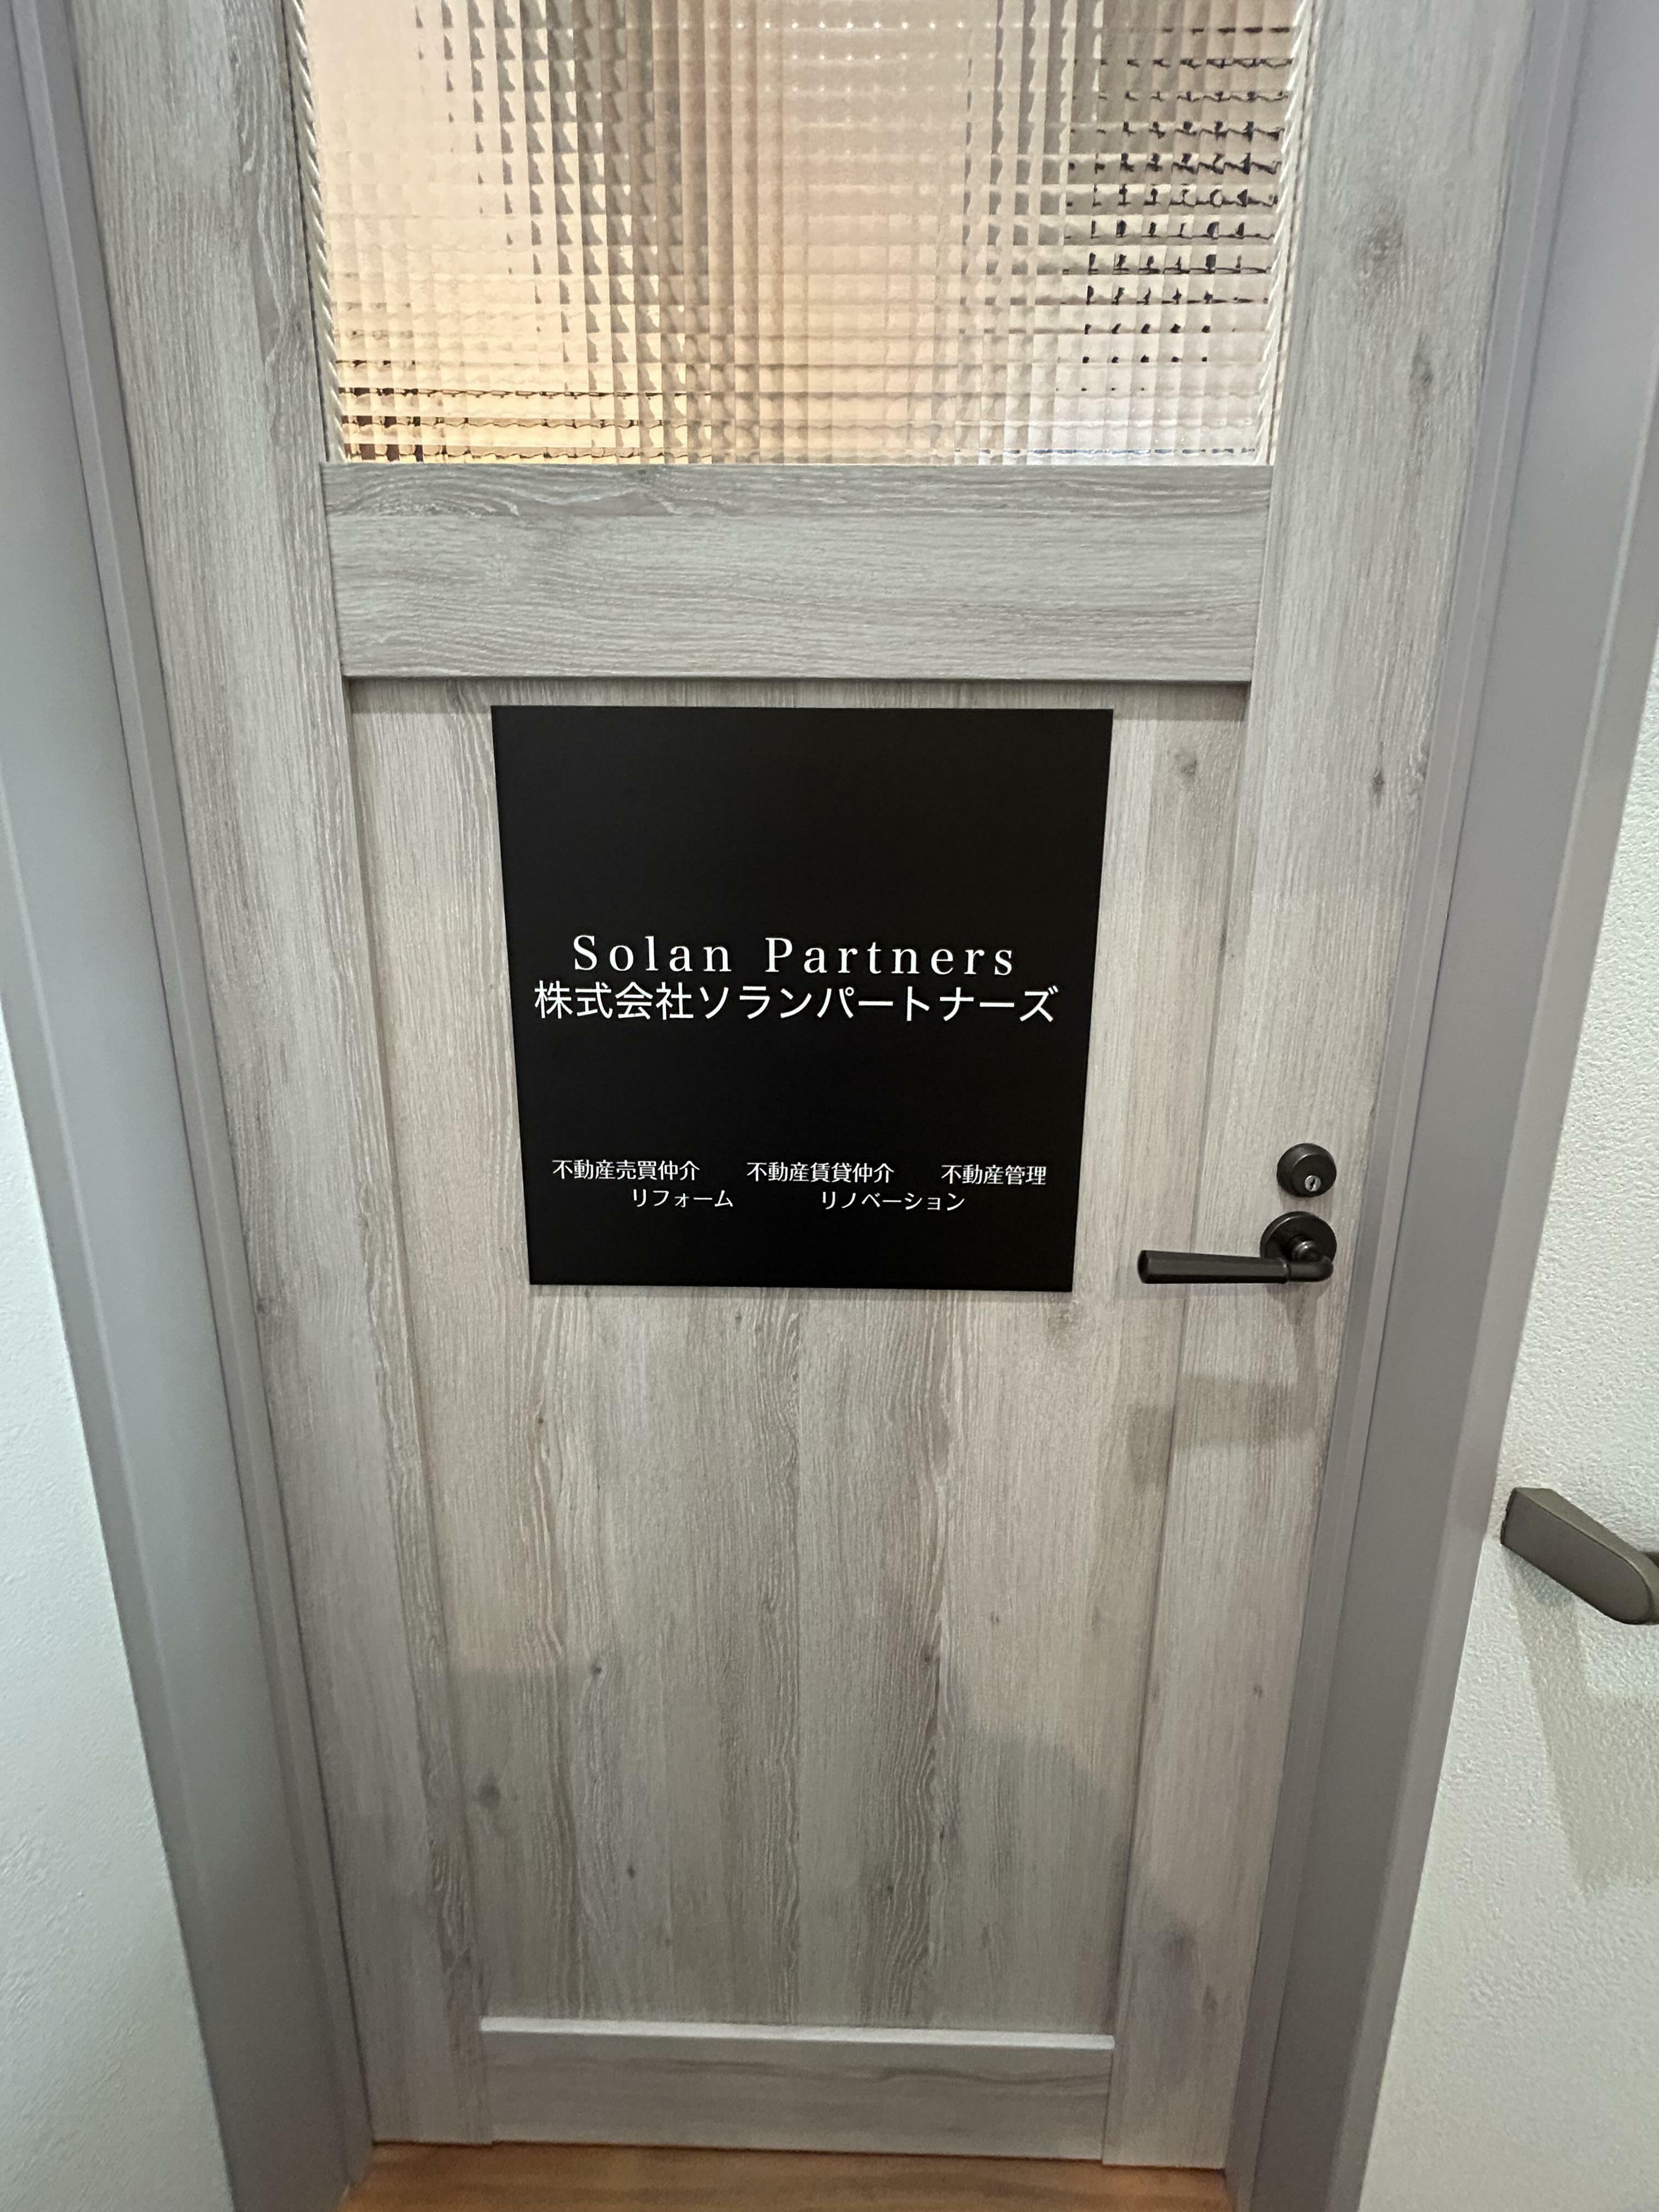 Solan Partners
株式会社ソランパートナーズ
不動産売買仲介 不動産賃貸仲介 不動産管理
リフォーム リノベーション